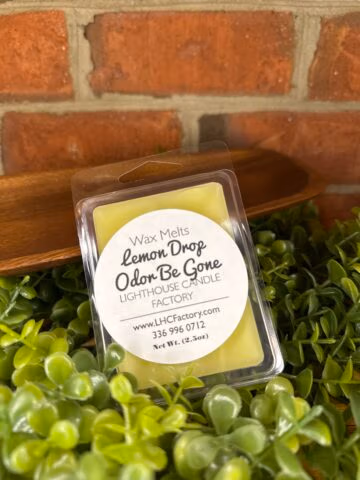 Wax Melts
Lemon Drop
Odor Be Gone
LIGHTHOUSE CANDLE
FACTORY
www.LHCFactory.com
336 996 0712
Net Wt. (2.5oz)